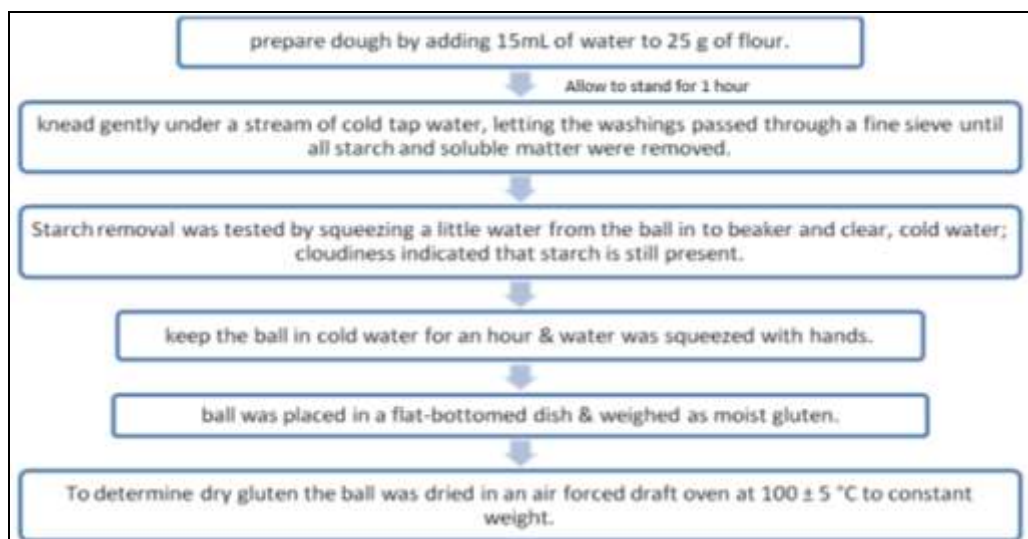 prepare dough by adding 15mL of water to 25 g of flour.
Allow to stand for 1 hour
knead gently under a stream of cold tap water, letting the washings passed through a fine sieve until
all starch and soluble matter were removed.
Starch removal was tested by squeezing a little water from the ball in to beaker and clear, cold water;
cloudiness indicated that starch is still present.
keep the ball in cold water for an hour & water was squeezed with hands.
ball was placed in a flat-bottomed dish & weighed as moist gluten.
To determine dry gluten the ball was dried in an air forced draft oven at 100 ± 5 °C to constant
weight.